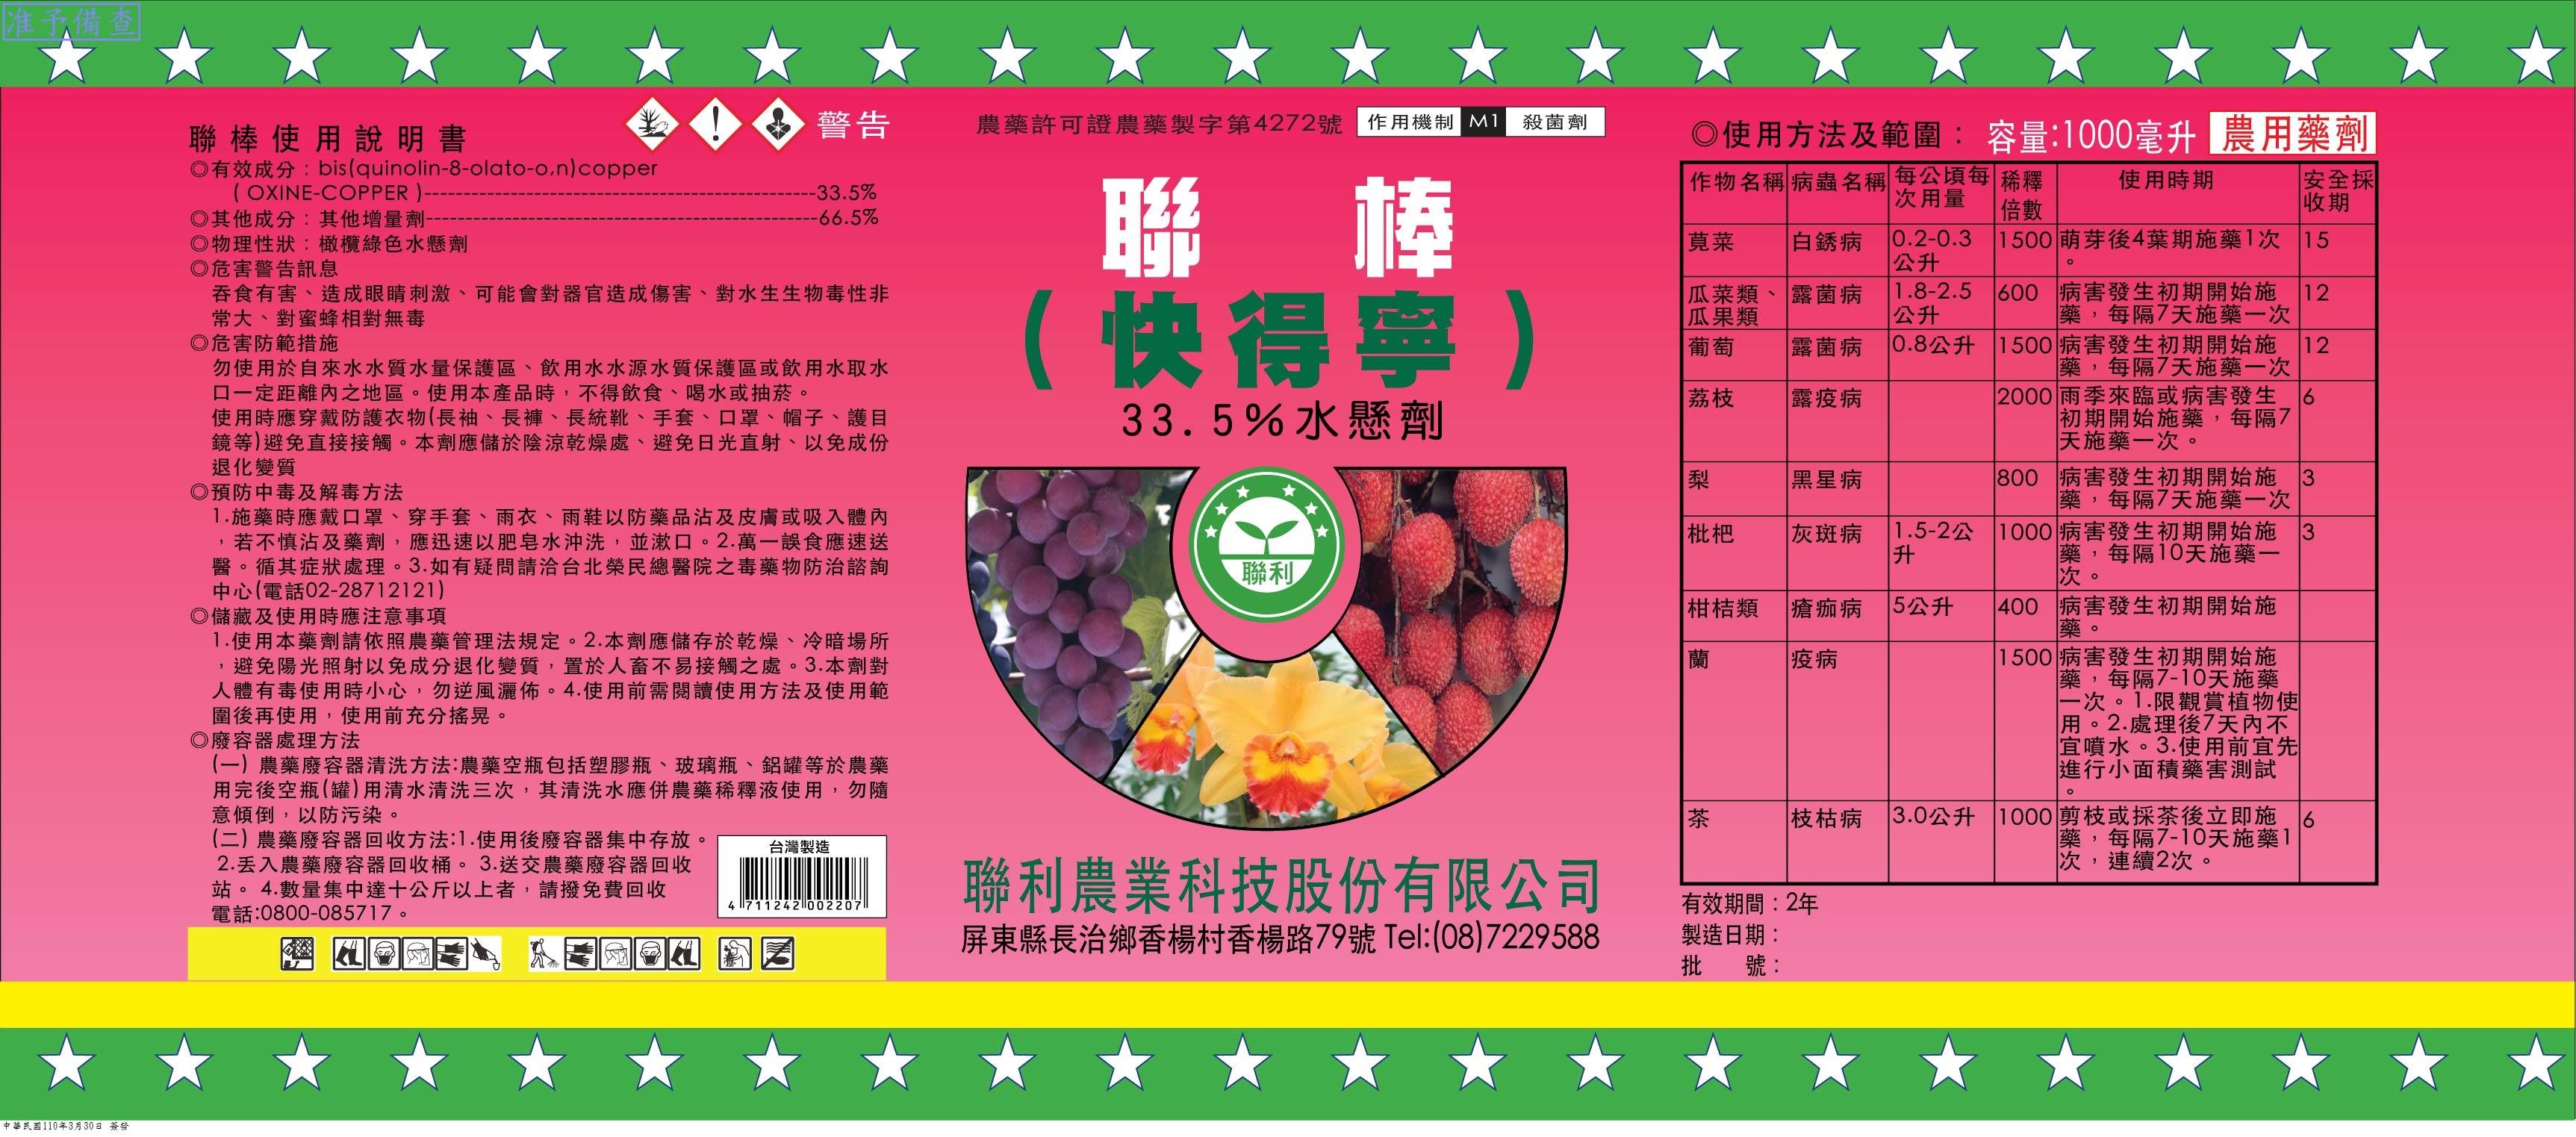 准予備查
聯棒使用說明書
警告
◎有效成分：bis(quinolin-8-olato-o,n)copper
( OXINE-COPPER )--------------------------------------------------33.5%
◎其他成分：其他增量劑--------------------------------------------------66.5%
◎物理性狀：橄欖綠色水懸劑
◎危害警告訊息
吞食有害、造成眼睛刺激、可能會對器官造成傷害、對水生生物毒性非
常大、對蜜蜂相對無毒
◎危害防範措施
勿使用於自來水水質水量保護區、飲用水水源水質保護區或飲用水取水
口一定距離內之地區。使用本產品時，不得飲食、喝水或抽菸。
使用時應穿戴防護衣物(長袖、長褲、長統靴、手套、口罩、帽子、護目
鏡等)避免直接接觸。本劑應儲於陰涼乾燥處、避免日光直射、以免成份
退化變質
◎預防中毒及解毒方法
1.施藥時應戴口罩、穿手套、雨衣、雨鞋以防藥品沾及皮膚或吸入體內
，若不慎沾及藥劑，應迅速以肥皂水沖洗，並漱口。2.萬一誤食應速送
醫。循其症狀處理。3.如有疑問請洽台北榮民總醫院之毒藥物防治諮詢
中心(電話02-28712121)
◎儲藏及使用時應注意事項
1.使用本藥劑請依照農藥管理法規定。2.本劑應儲存於乾燥、冷暗場所
，避免陽光照射以免成分退化變質，置於人畜不易接觸之處。3.本劑對
人體有毒使用時小心，勿逆風灑佈。4.使用前需閱讀使用方法及使用範
圍後再使用，使用前充分搖晃。
◎廢容器處理方法
(一) 農藥廢容器清洗方法:農藥空瓶包括塑膠瓶、玻璃瓶、鋁罐等於農藥
用完後空瓶(罐)用清水清洗三次，其清洗水應併農藥稀釋液使用，勿隨
意傾倒，以防污染。
(二) 農藥廢容器回收方法:1.使用後廢容器集中存放。
2.丟入農藥廢容器回收桶。 3.送交農藥廢容器回收
站。 4.數量集中達十公斤以上者，請撥免費回收
電話:0800-085717。
台灣製造
4 711242 002207
農藥許可證農藥製字第4272號 作用機制 M1 殺菌劑
聯 棒
(快得寧)
33.5%水懸劑
聯利
聯利農業科技股份有限公司
屏東縣長治鄉香楊村香楊路79號 Tel:(08)7229588
◎使用方法及範圍： 容量:1000毫升 農用藥劑
作物名稱 病蟲名稱 每公頃每次用量 稀釋倍數 使用時期 安全採收期
莧菜 白銹病 0.2-0.3公升 1500 萌芽後4葉期施藥1次。 15
瓜菜類、瓜果類 露菌病 1.8-2.5公升 600 病害發生初期開始施藥，每隔7天施藥一次 12
葡萄 露菌病 0.8公升 1500 病害發生初期開始施藥，每隔7天施藥一次 12
荔枝 露疫病 2000 雨季來臨或病害發生初期開始施藥，每隔7天施藥一次。 6
梨 黑星病 800 病害發生初期開始施藥，每隔7天施藥一次 3
枇杷 灰斑病 1.5-2公升 1000 病害發生初期開始施藥，每隔10天施藥一次。 3
柑桔類 瘡痂病 5公升 400 病害發生初期開始施藥。
蘭 疫病 1500 病害發生初期開始施藥，每隔7-10天施藥一次。1.限觀賞植物使用。2.處理後7天內不宜噴水。3.使用前宜先進行小面積藥害測試。
茶 枝枯病 3.0公升 1000 剪枝或採茶後立即施藥，每隔7-10天施藥1次，連續2次。 6
有效期間：2年
製造日期：
批 號：
中華民國110年3月30日 簽發